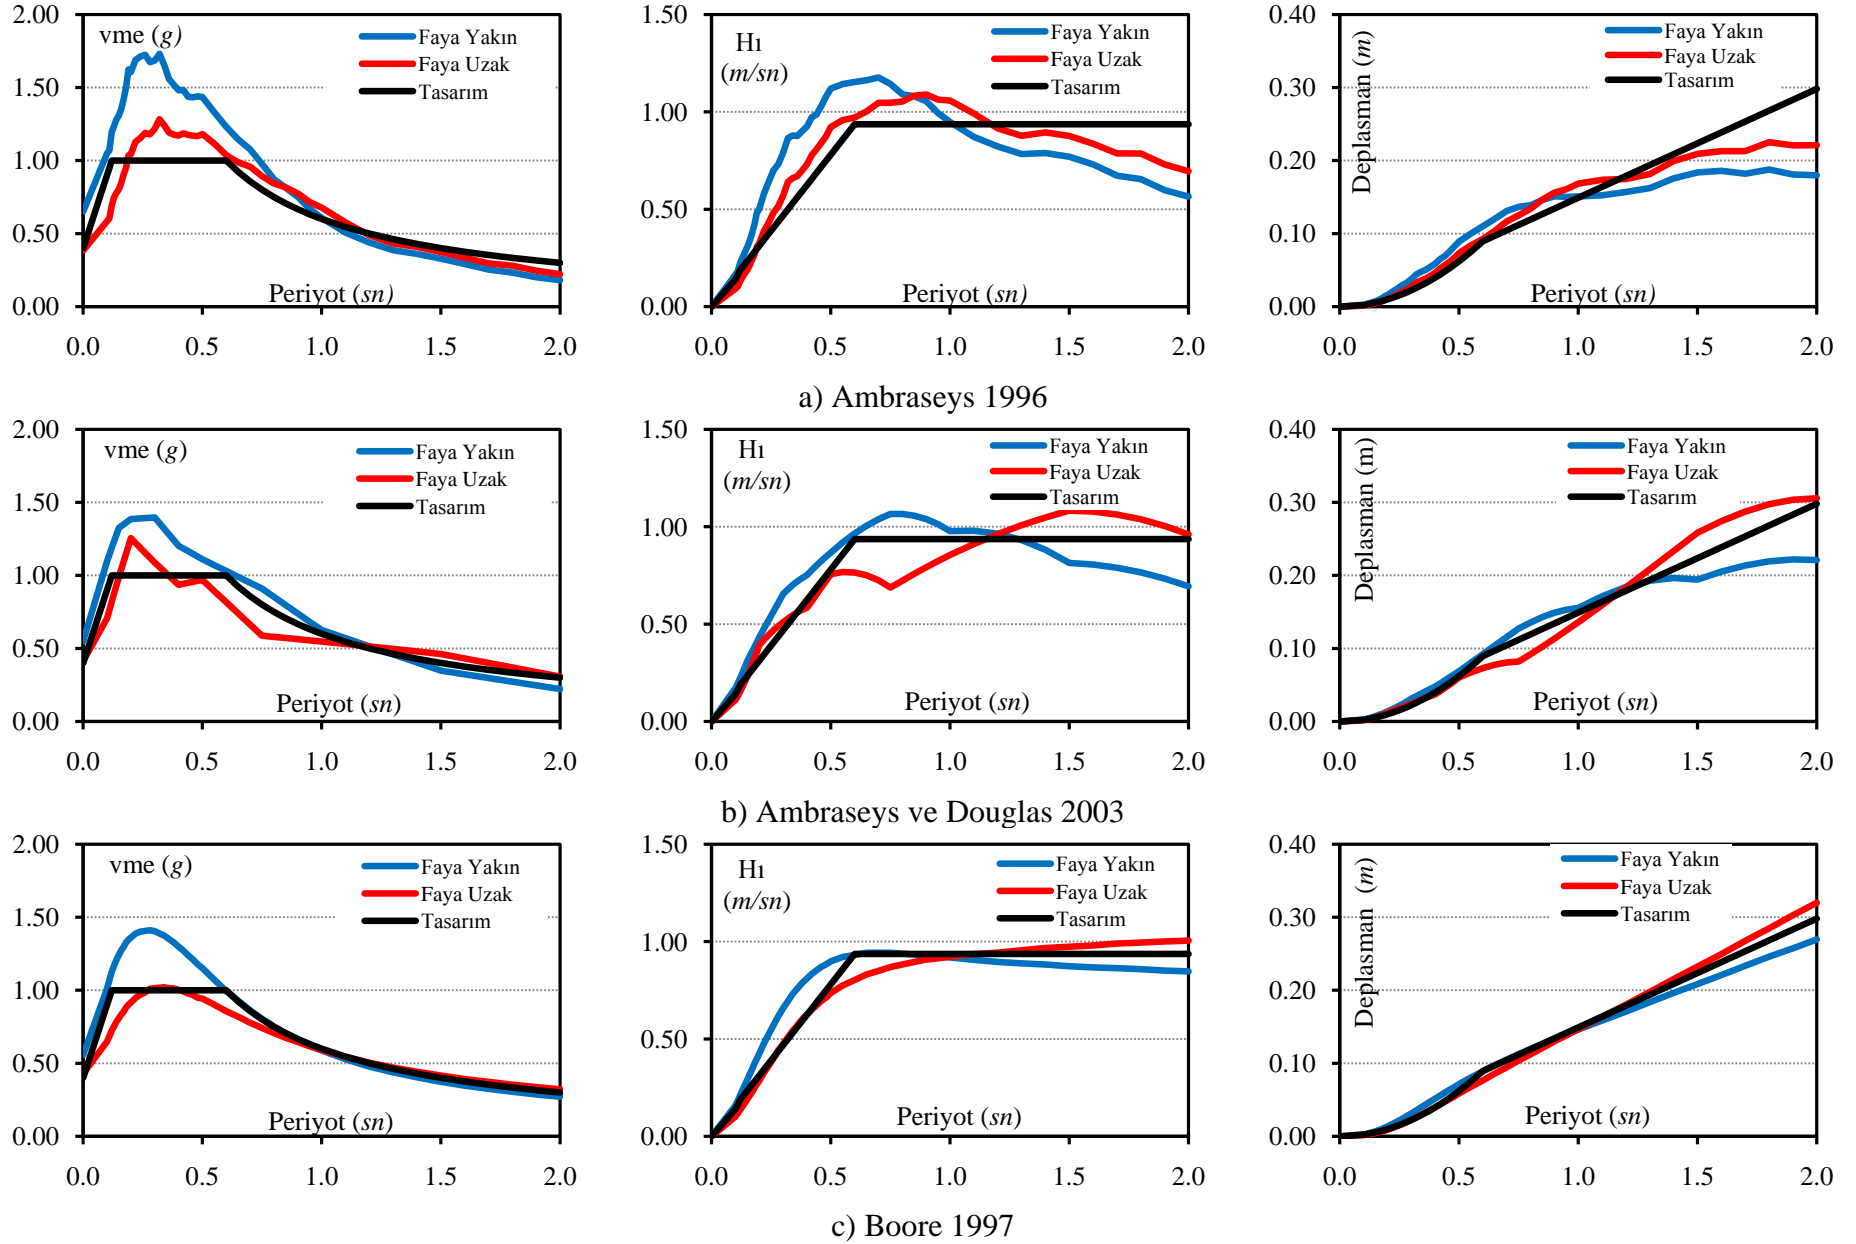 2.00
1.50
1.00
0.50
0.00
vme (g)
Faya Yakın
Faya Uzak
Tasarım
Periyot (sn)
0.0 0.5 1.0 1.5 2.0
1.50
1.00
0.50
0.00
Hı
(m/sn)
Faya Yakın
Faya Uzak
Tasarım
Periyot (sn)
0.0 0.5 1.0 1.5 2.0
0.40
0.30
0.20
0.10
0.00
Deplasman (m)
Faya Yakın
Faya Uzak
Tasarım
Periyot (sn)
0.0 0.5 1.0 1.5 2.0
a) Ambraseys 1996
2.00
1.50
1.00
0.50
0.00
vme (g)
Faya Yakın
Faya Uzak
Tasarım
Periyot (sn)
0.0 0.5 1.0 1.5 2.0
1.50
1.00
0.50
0.00
Hı
(m/sn)
Faya Yakın
Faya Uzak
Tasarım
Periyot (sn)
0.0 0.5 1.0 1.5 2.0
0.40
0.30
0.20
0.10
0.00
Deplasman (m)
Faya Yakın
Faya Uzak
Tasarım
Periyot (sn)
0.0 0.5 1.0 1.5 2.0
b) Ambraseys ve Douglas 2003
2.00
1.50
1.00
0.50
0.00
vme (g)
Faya Yakın
Faya Uzak
Tasarım
Periyot (sn)
0.0 0.5 1.0 1.5 2.0
1.50
1.00
0.50
0.00
Hı
(m/sn)
Faya Yakın
Faya Uzak
Tasarım
Periyot (sn)
0.0 0.5 1.0 1.5 2.0
0.40
0.30
0.20
0.10
0.00
Deplasman (m)
Faya Yakın
Faya Uzak
Tasarım
Periyot (sn)
0.0 0.5 1.0 1.5 2.0
c) Boore 1997